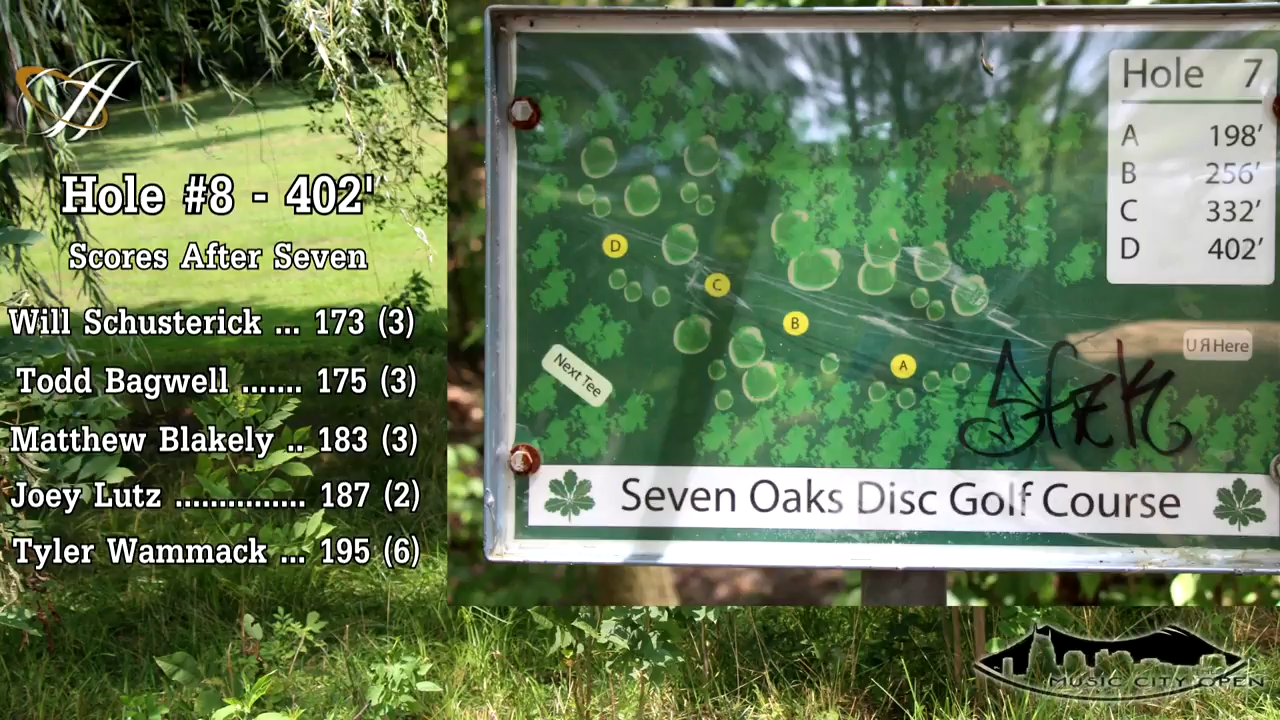 Hole #8 - 402'
Scores After Seven
Will Schusterick ... 173 (3)
Todd Bagwell ....... 175 (3)
Matthew Blakely .. 183 (3)
Joey Lutz ............... 187 (2)
Tyler Wammack ... 195 (6)
Hole 7
A 198'
B 256'
C 332'
D 402'
D
C
B
A
U Я Here
Next Tee
Seven Oaks Disc Golf Course
MUSIC CITY OPEN